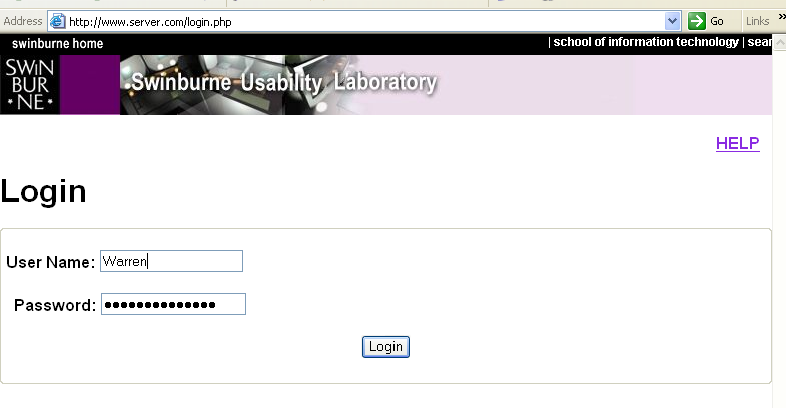 Address http://www.server.com/login.php Go Links »
swinburne home | school of information technology | sear
SWIN
BUR
* NE *
Swinburne Usability Laboratory
HELP
Login
User Name: Warren
Password: ••••••••••••••
Login